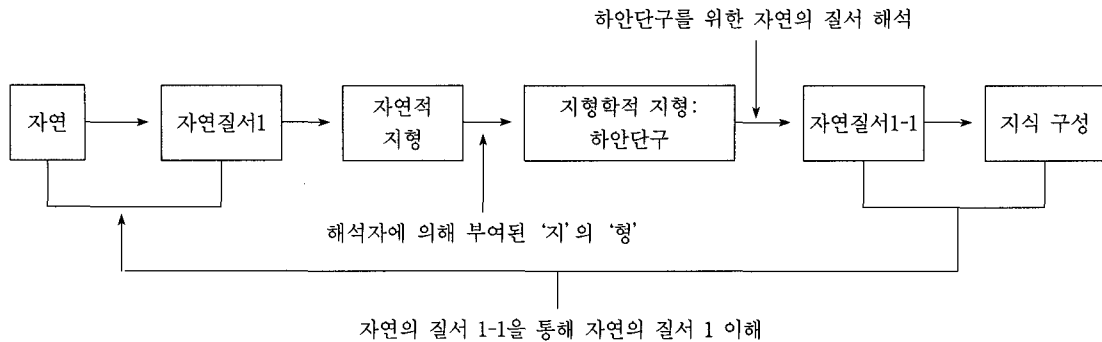 하안단구를 위한 자연의 질서 해석
자연
자연질서1
자연적
지형
지형학적 지형:
하안단구
자연질서1-1
지식 구성
해석자에 의해 부여된 ‘지’의 ‘형’
자연의 질서 1-1을 통해 자연의 질서 1 이해